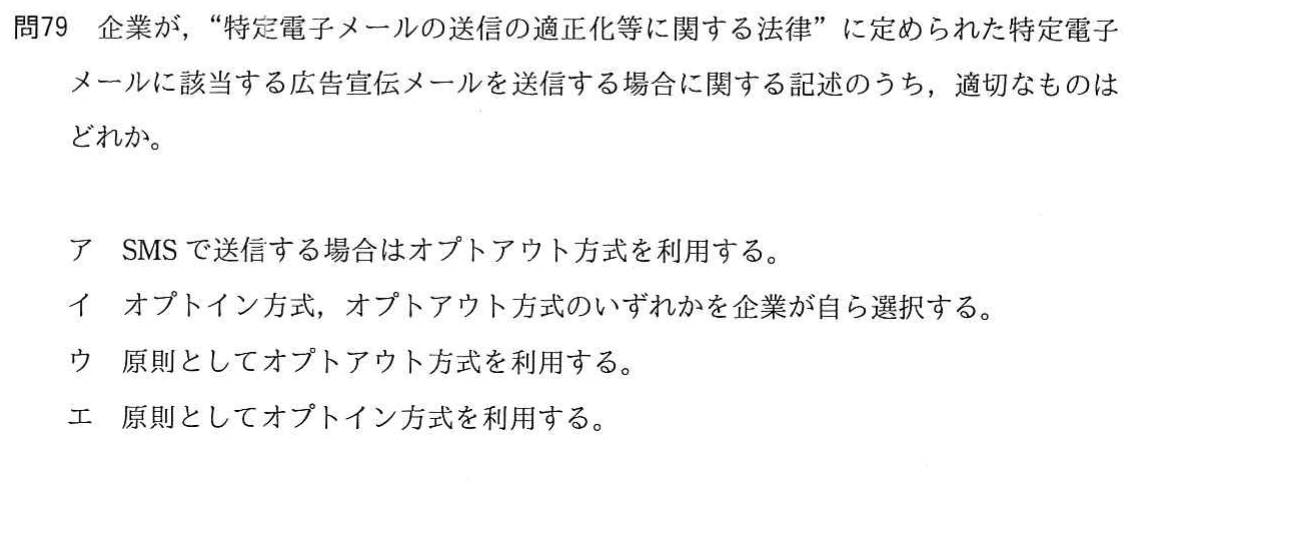 問79 企業が，“特定電子メールの送信の適正化等に関する法律”に定められた特定電子
メールに該当する広告宣伝メールを送信する場合に関する記述のうち，適切なものは
どれか。
ア SMS で送信する場合はオプトアウト方式を利用する。
イ オプトイン方式，オプトアウト方式のいずれかを企業が自ら選択する。
ウ 原則としてオプトアウト方式を利用する。
エ 原則としてオプトイン方式を利用する。